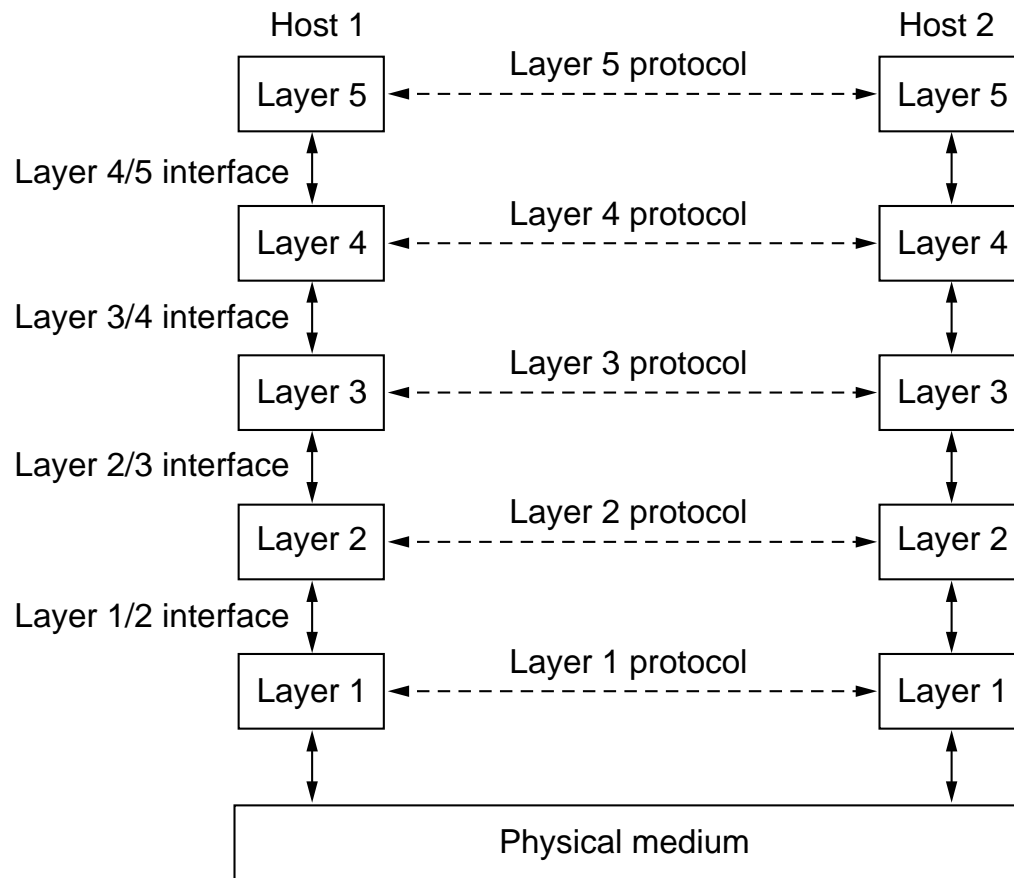 Host 1
Host 2
Layer 5
Layer 5 protocol
Layer 5
Layer 4/5 interface
Layer 4
Layer 4 protocol
Layer 4
Layer 3/4 interface
Layer 3
Layer 3 protocol
Layer 3
Layer 2/3 interface
Layer 2
Layer 2 protocol
Layer 2
Layer 1/2 interface
Layer 1
Layer 1 protocol
Layer 1
Physical medium